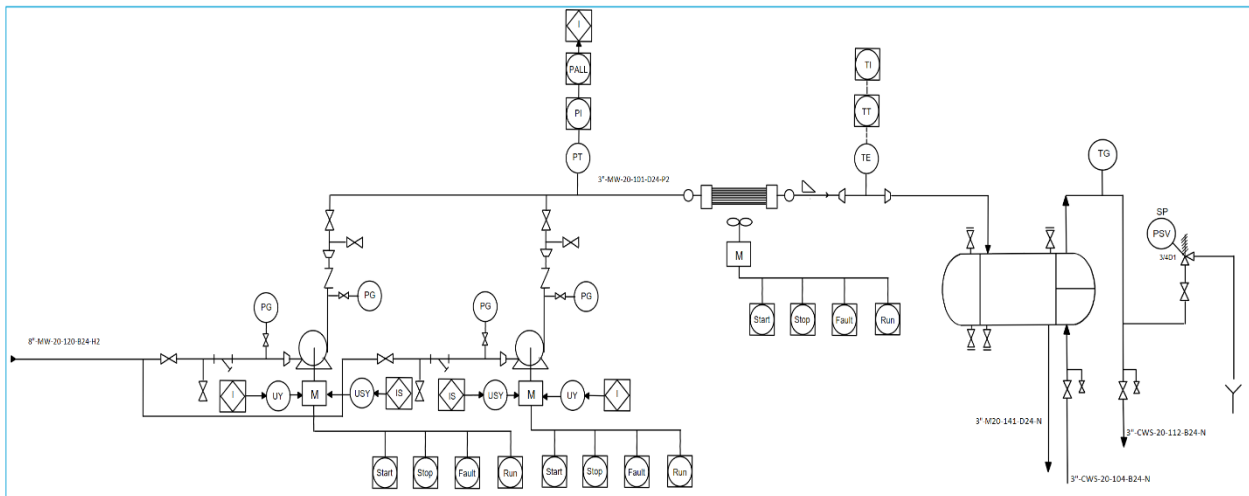 I
PALL
PI
PT
TI
TT
TE
TG
3"-MW-20-101-D24-P2
SP
PSV
3/4D1
M
Start
Stop
Fault
Run
PG
PG
PG
PG
8"-MW-20-120-B24-H2
I
UY
M
USY
IS
IS
USY
M
UY
I
Start
Stop
Fault
Run
Start
Stop
Fault
Run
3"-M20-141-D24-N
3"-CWS-20-112-B24-N
3"-CWS-20-104-B24-N